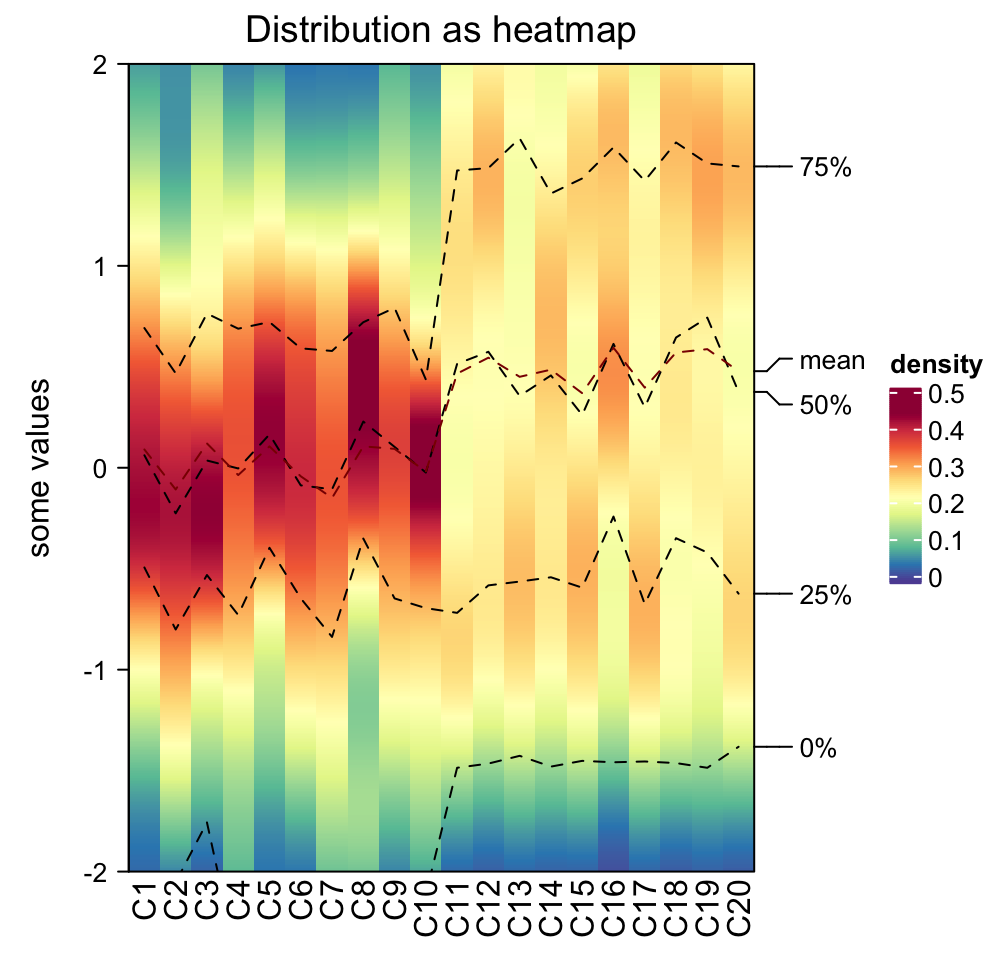 Distribution as heatmap
some values
2
1
0
-1
-2
75%
mean
50%
25%
0%
density
0.5
0.4
0.3
0.2
0.1
0
C1
C2
C3
C4
C5
C6
C7
C8
C9
C10
C11
C12
C13
C14
C15
C16
C17
C18
C19
C20